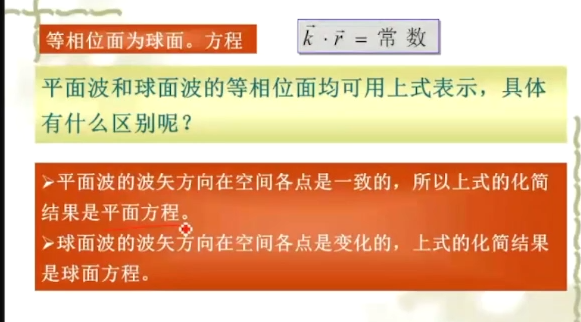 等相位面为球面。方程
k⃗ · r⃗ = 常 数
平面波和球面波的等相位面均可用上式表示，具体
有什么区别呢？
➢平面波的波矢方向在空间各点是一致的，所以上式的化简
结果是平面方程。
➢球面波的波矢方向在空间各点是变化的，上式的化简结果
是球面方程。